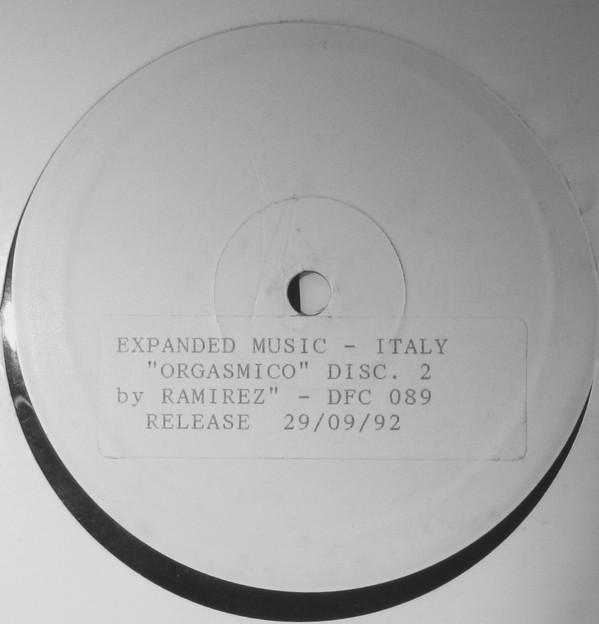 EXPANDED MUSIC - ITALY
"ORGASMICO" DISC. 2
by RAMIREZ" - DFC 089
RELEASE 29/09/92